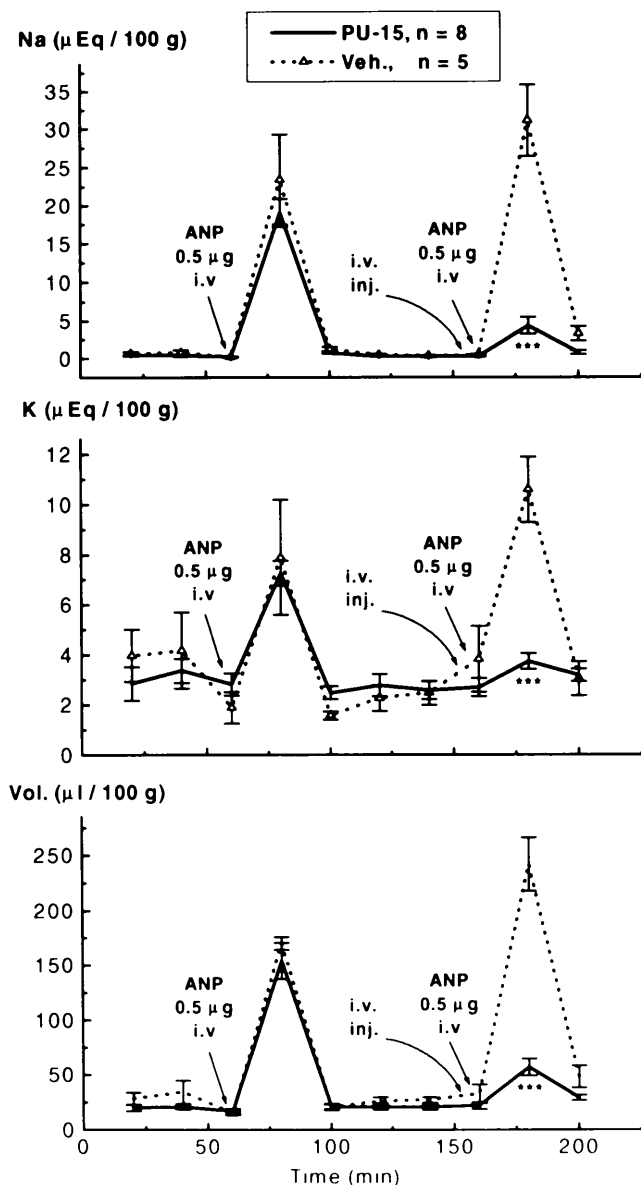 Na (µEq / 100 g)
PU-15, n = 8
Veh., n = 5
35
30
25
20
15
10
5
0
ANP
0.5 µg
i.v
i.v.
inj.
ANP
0.5 µg
i.v
***
K (µEq / 100 g)
12
10
8
6
4
2
0
ANP
0.5 µg
i.v
i.v.
inj.
ANP
0.5 µg
i.v
***
Vol. (µl / 100 g)
250
200
150
100
50
0
ANP
0.5 µg
i.v
i.v.
inj.
ANP
0.5 µg
i.v
***
0 50 100 150 200
Time (min)